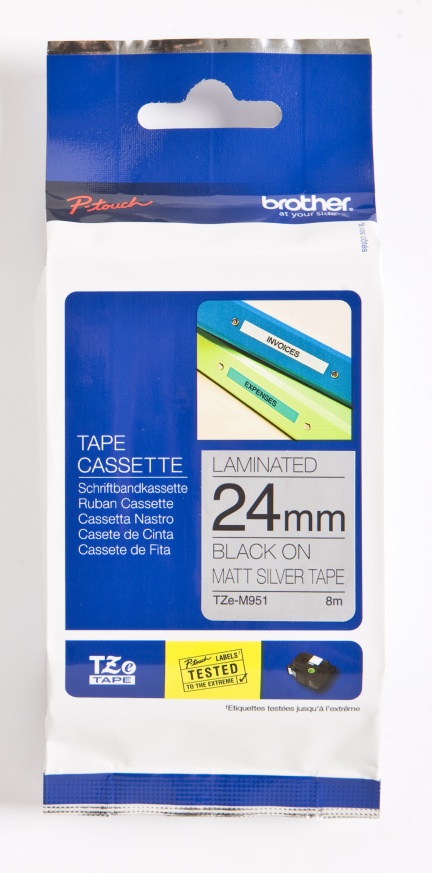 P-touch
brother
at your side
INVOICES
EXPENSES
TAPE
CASSETTE
Schriftbandkassette
Ruban Cassette
Cassetta Nastro
Casete de Cinta
Cassete de Fita
LAMINATED
24mm
BLACK ON
MATT SILVER TAPE
TZe-M951 8m
TZe
TAPE
P-touch LABELS¹
TESTED
TO THE EXTREME
¹Etiquettes testées jusqu'à l'extrême